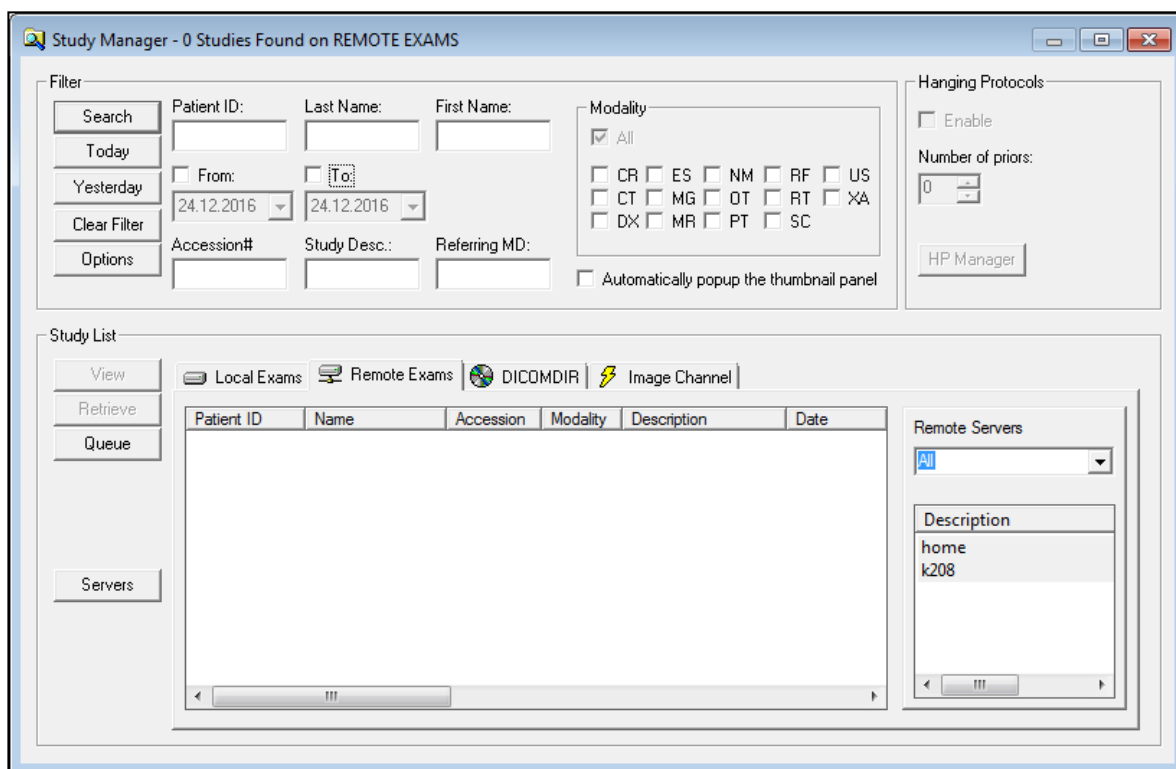 Study Manager - 0 Studies Found on REMOTE EXAMS
Filter
Search
Today
Yesterday
Clear Filter
Options
Patient ID:
Last Name:
First Name:
From:
To:
24.12.2016
24.12.2016
Accession#
Study Desc.:
Referring MD:
Modality
All
CR ES NM RF US
CT MG OT RT XA
DX MR PT SC
Automatically popup the thumbnail panel
Hanging Protocols
Enable
Number of priors:
0
HP Manager
Study List
View
Retrieve
Queue
Servers
Local Exams Remote Exams DICOMDIR Image Channel
Patient ID Name Accession Modality Description Date
Remote Servers
All
Description
home
k208